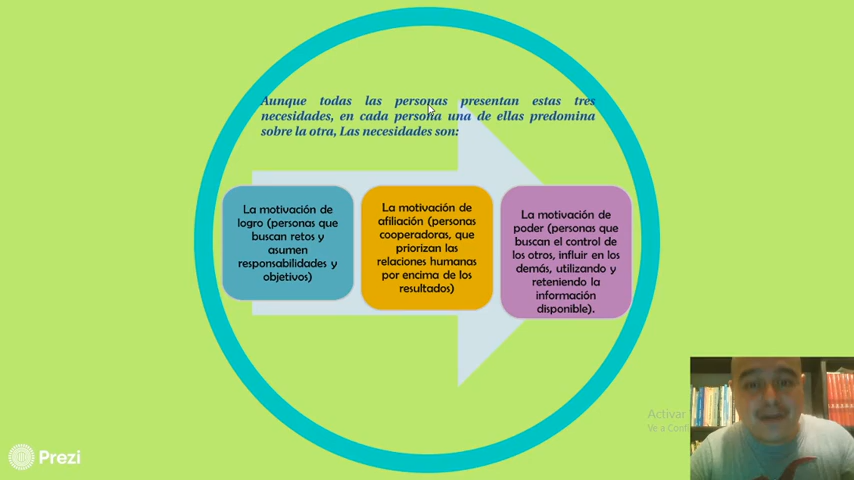 Aunque todas las personas presentan estas tres
necesidades, en cada persona una de ellas predomina
sobre la otra, Las necesidades son:
La motivación de
logro (personas que
buscan retos y
asumen
responsabilidades y
objetivos)
La motivación de
afiliación (personas
cooperadoras, que
priorizan las
relaciones humanas
por encima de los
resultados)
La motivación de
poder (personas que
buscan el control de
los otros, influir en los
demás, utilizando y
reteniendo la
información
disponible).
Activar
Ve a
Prezi